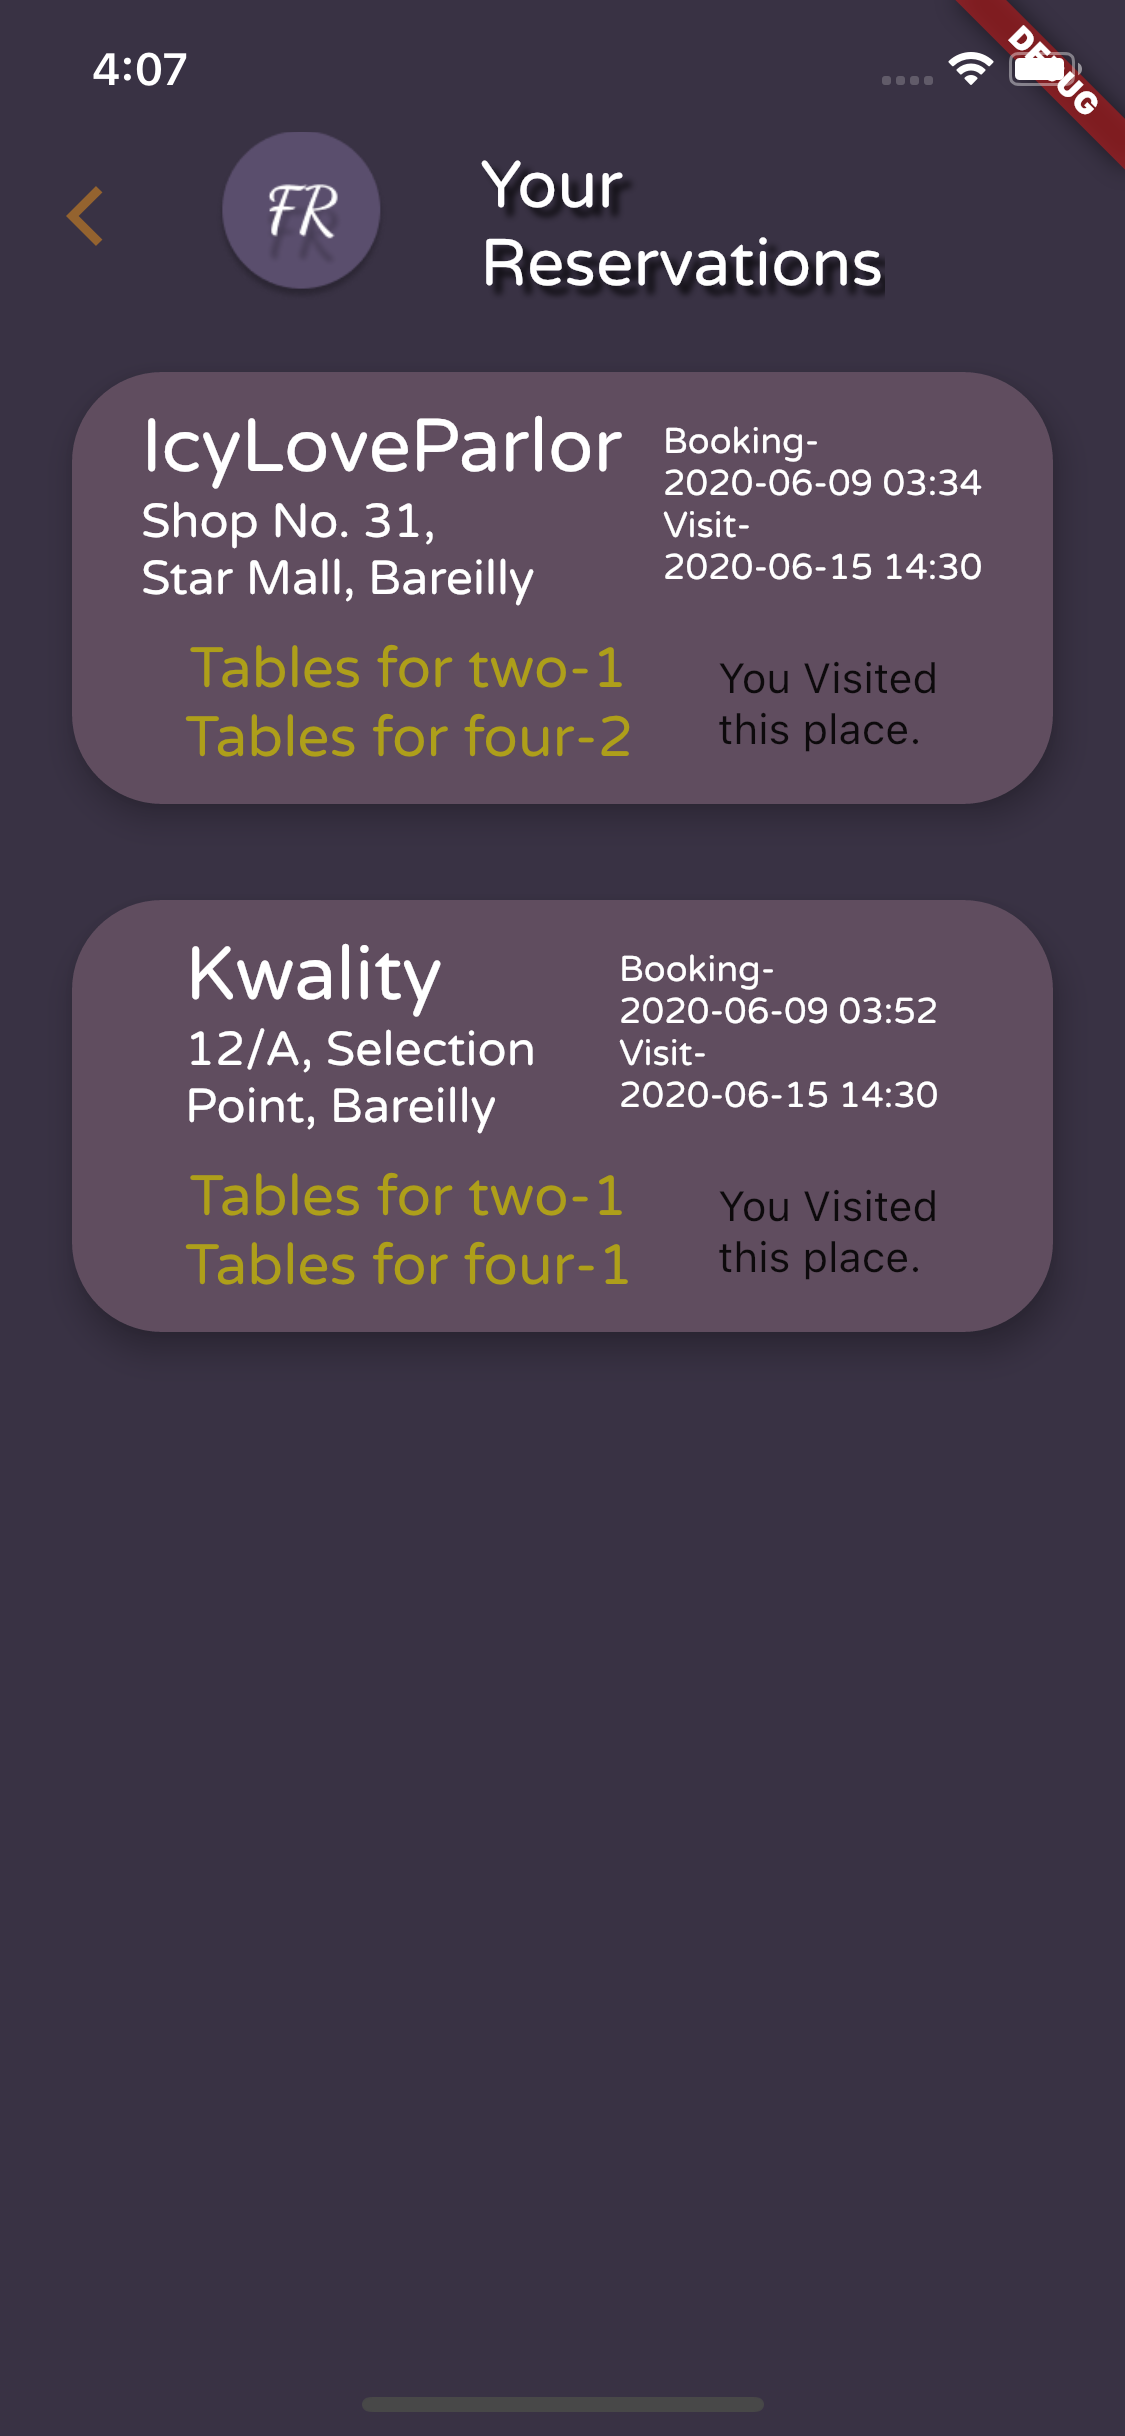 4:07
DEBUG
FR
Your
Reservations
IcyLoveParlor
Shop No. 31,
Star Mall, Bareilly
Booking-
2020-06-09 03:34
Visit-
2020-06-15 14:30
Tables for two-1
Tables for four-2
You Visited
this place.
Kwality
12/A, Selection
Point, Bareilly
Booking-
2020-06-09 03:52
Visit-
2020-06-15 14:30
Tables for two-1
Tables for four-1
You Visited
this place.